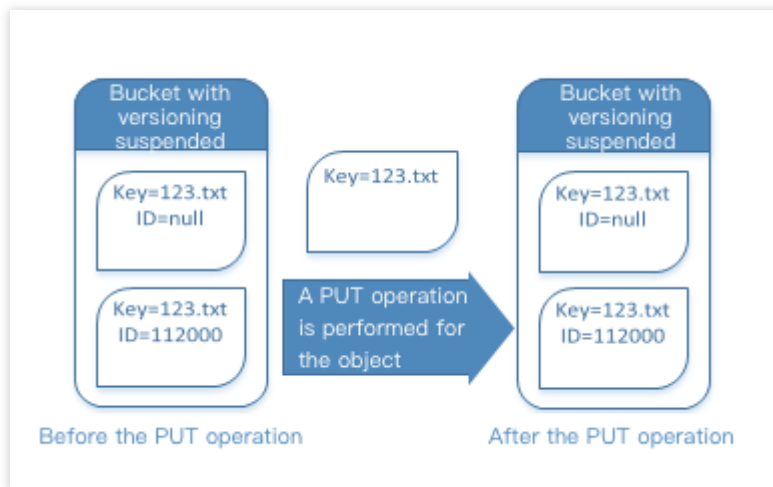 Bucket with
versioning
suspended
Key=123.txt
ID=null
Key=123.txt
ID=112000
Before the PUT operation
Key=123.txt
A PUT operation
is performed for
the object
Bucket with
versioning
suspended
Key=123.txt
ID=null
Key=123.txt
ID=112000
After the PUT operation